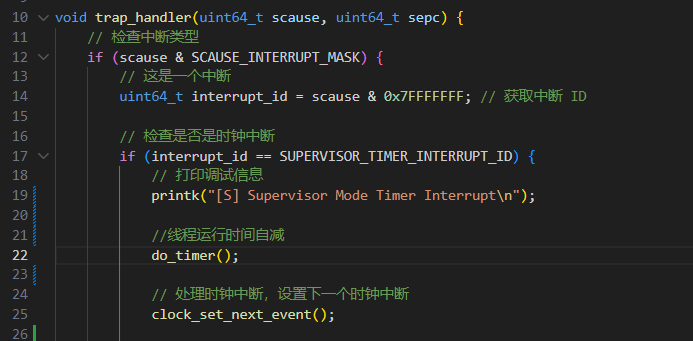 10 void trap_handler(uint64_t scause, uint64_t sepc) {
11 // 检查中断类型
12 if (scause & SCAUSE_INTERRUPT_MASK) {
13 // 这是一个中断
14 uint64_t interrupt_id = scause & 0x7FFFFFFF; // 获取中断 ID
15
16 // 检查是否是时钟中断
17 if (interrupt_id == SUPERVISOR_TIMER_INTERRUPT_ID) {
18 // 打印调试信息
19 printk("[S] Supervisor Mode Timer Interrupt\n");
20
21 //线程运行时间自减
22 do_timer();
23
24 // 处理时钟中断，设置下一个时钟中断
25 clock_set_next_event();
26